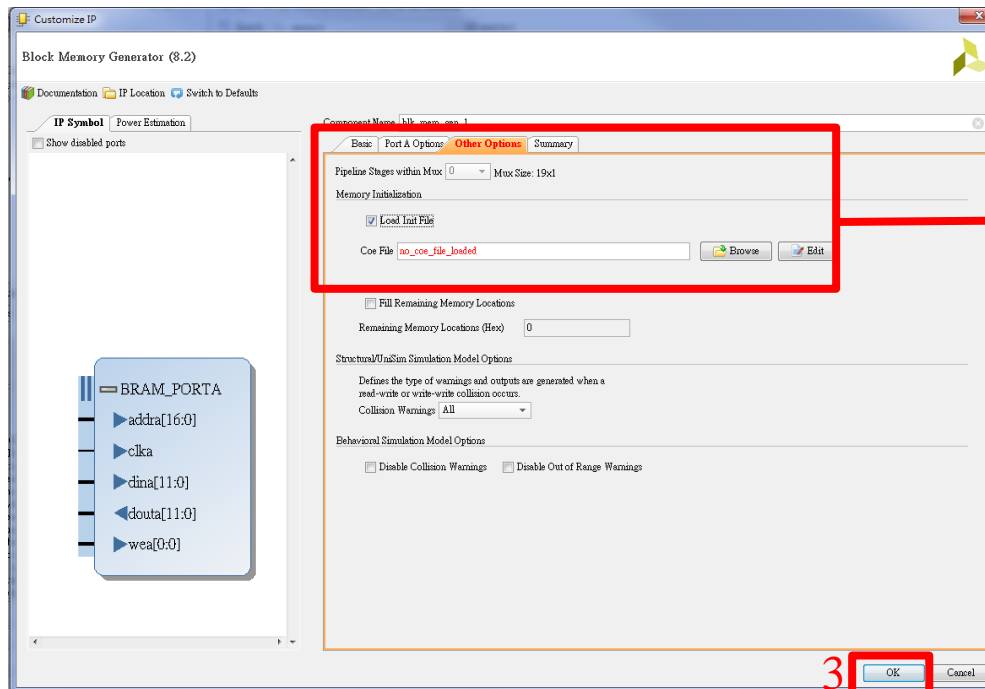 Customize IP
Block Memory Generator (8.2)
Documentation IP Location Switch to Defaults
IP Symbol Power Estimation
Show disabled ports
BRAM_PORTA
addra[16:0]
clka
dina[11:0]
douta[11:0]
wea[0:0]
Component Name blk_mem_gen_1
Basic Port A Options Other Options Summary
Pipeline Stages within Mux 0 Mux Size: 19x1
Memory Initialization
Load Init File
Coe File no_coe_file_loaded Browse Edit
Fill Remaining Memory Locations
Remaining Memory Locations (Hex) 0
Structural/UniSim Simulation Model Options
Defines the type of warnings and outputs are generated when a
read-write or write-write collision occurs.
Collision Warnings All
Behavioral Simulation Model Options
Disable Collision Warnings Disable Out of Range Warnings
3 OK Cancel